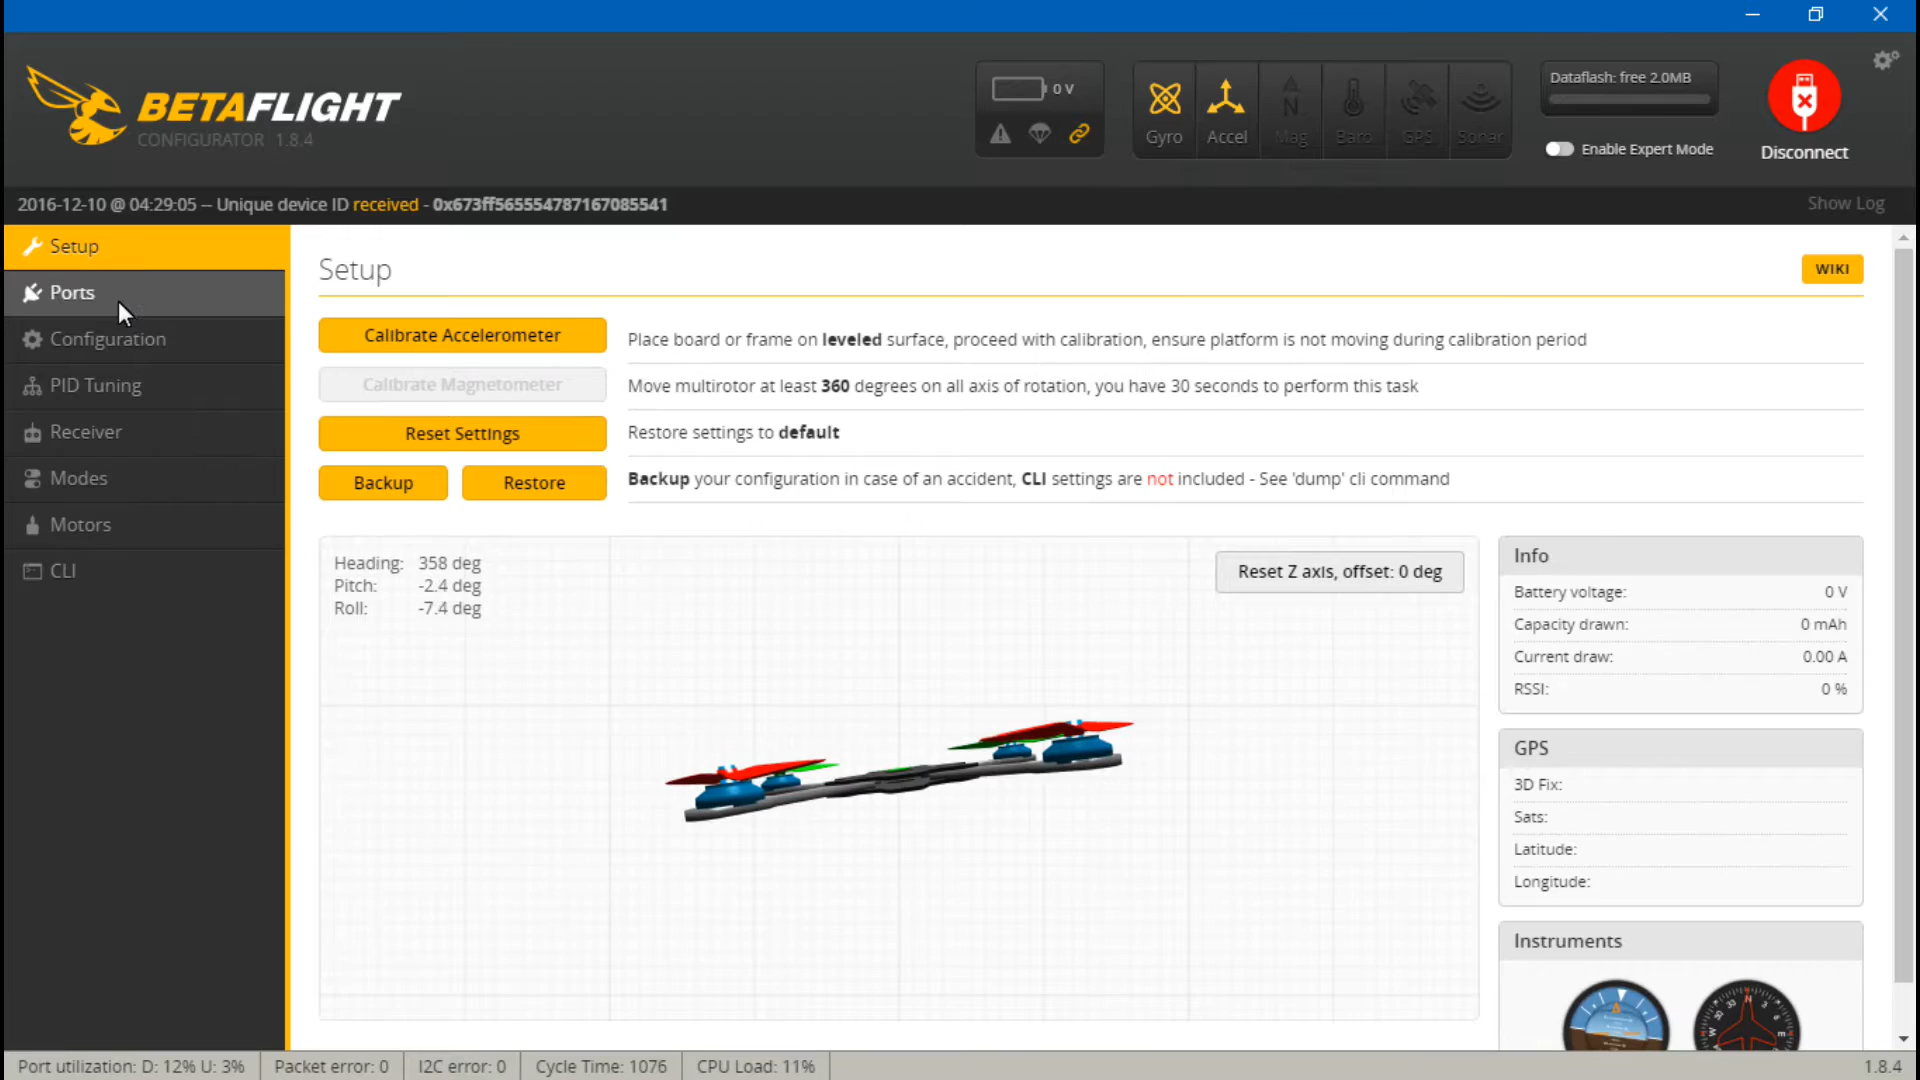 BETAFLIGHT
CONFIGURATOR 1.8.4
0 V
Gyro
Accel
Mag
Baro
GPS
Sonar
Dataflash: free 2.0MB
Enable Expert Mode
Disconnect
2016-12-10 @ 04:29:05 -- Unique device ID received - 0x673ff565554787167085541
Show Log
Setup
Ports
Configuration
PID Tuning
Receiver
Modes
Motors
CLI
Setup
WIKI
Calibrate Accelerometer
Place board or frame on leveled surface, proceed with calibration, ensure platform is not moving during calibration period
Calibrate Magnetometer
Move multirotor at least 360 degrees on all axis of rotation, you have 30 seconds to perform this task
Reset Settings
Restore settings to default
Backup
Restore
Backup your configuration in case of an accident, CLI settings are not included - See 'dump' cli command
Heading: 358 deg
Pitch: -2.4 deg
Roll: -7.4 deg
Reset Z axis, offset: 0 deg
Info
Battery voltage: 0 V
Capacity drawn: 0 mAh
Current draw: 0.00 A
RSSI: 0 %
GPS
3D Fix:
Sats:
Latitude:
Longitude:
Instruments
N
3
6
E
30
33
W
Port utilization: D: 12% U: 3%
Packet error: 0
I2C error: 0
Cycle Time: 1076
CPU Load: 11%
1.8.4